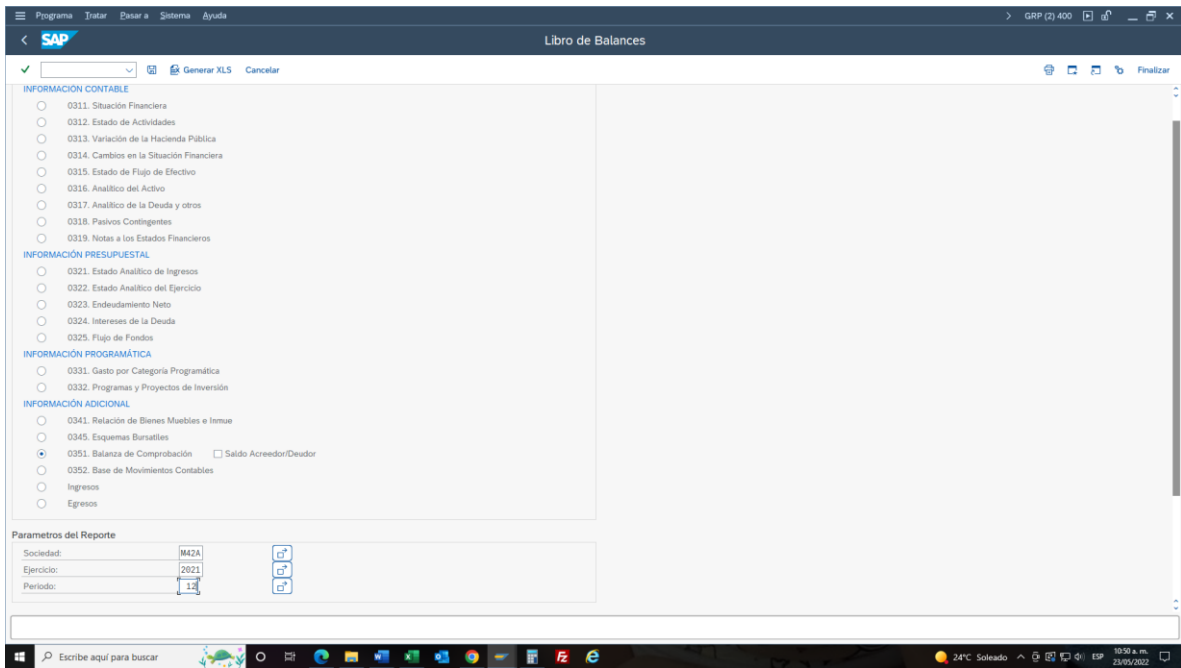 Programa Tratar Pasar a Sistema Ayuda GRP (2) 400
SAP Libro de Balances
Generar XLS Cancelar Finalizar
INFORMACIÓN CONTABLE
0311. Situación Financiera
0312. Estado de Actividades
0313. Variación de la Hacienda Pública
0314. Cambios en la Situación Financiera
0315. Estado de Flujo de Efectivo
0316. Analítico del Activo
0317. Analítico de la Deuda y otros
0318. Pasivos Contingentes
0319. Notas a los Estados Financieros
INFORMACIÓN PRESUPUESTAL
0321. Estado Analítico de Ingresos
0322. Estado Analítico del Ejercicio
0323. Endeudamiento Neto
0324. Intereses de la Deuda
0325. Flujo de Fondos
INFORMACIÓN PROGRAMÁTICA
0331. Gasto por Categoría Programática
0332. Programas y Proyectos de Inversión
INFORMACIÓN ADICIONAL
0341. Relación de Bienes Muebles e Inmue
0345. Esquemas Bursatiles
0351. Balanza de Comprobación Saldo Acreedor/Deudor
0352. Base de Movimientos Contables
Ingresos
Egresos
Parametros del Reporte
Sociedad: M42A
Ejercicio: 2021
Periodo: 12
Escribe aquí para buscar 24°C Soleado ESP 10:50 a. m.
23/05/2022